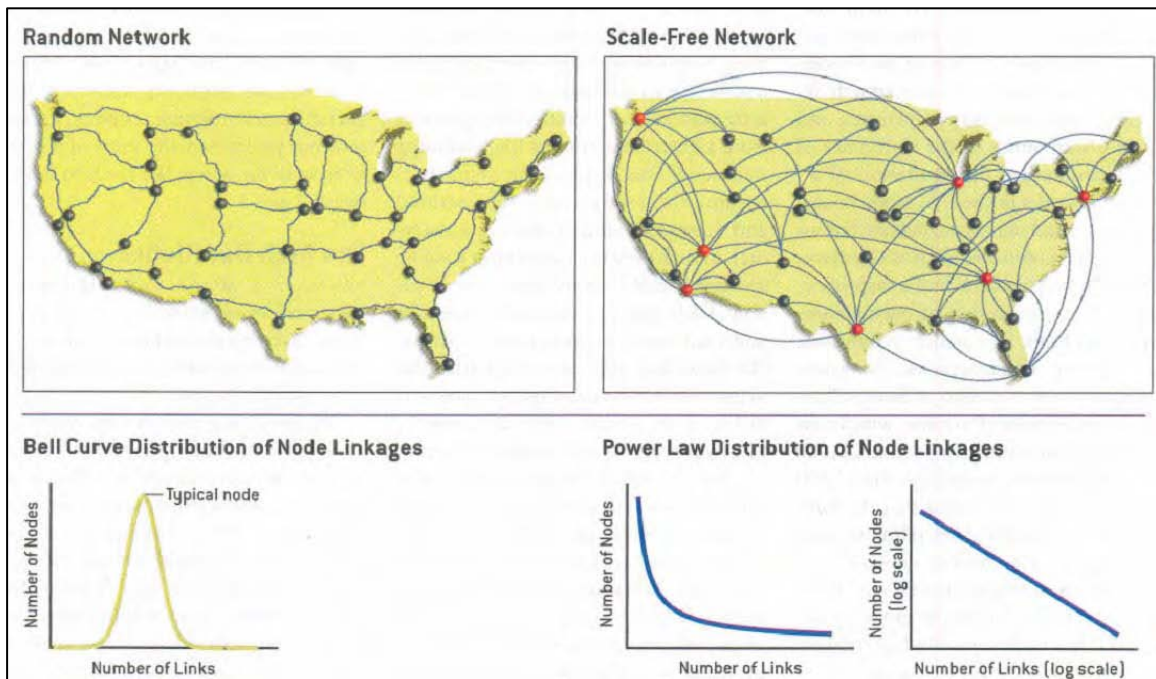 Random Network
Scale-Free Network
Bell Curve Distribution of Node Linkages
Typical node
Number of Nodes
Number of Links
Power Law Distribution of Node Linkages
Number of Nodes
Number of Links
Number of Nodes
(log scale)
Number of Links (log scale)